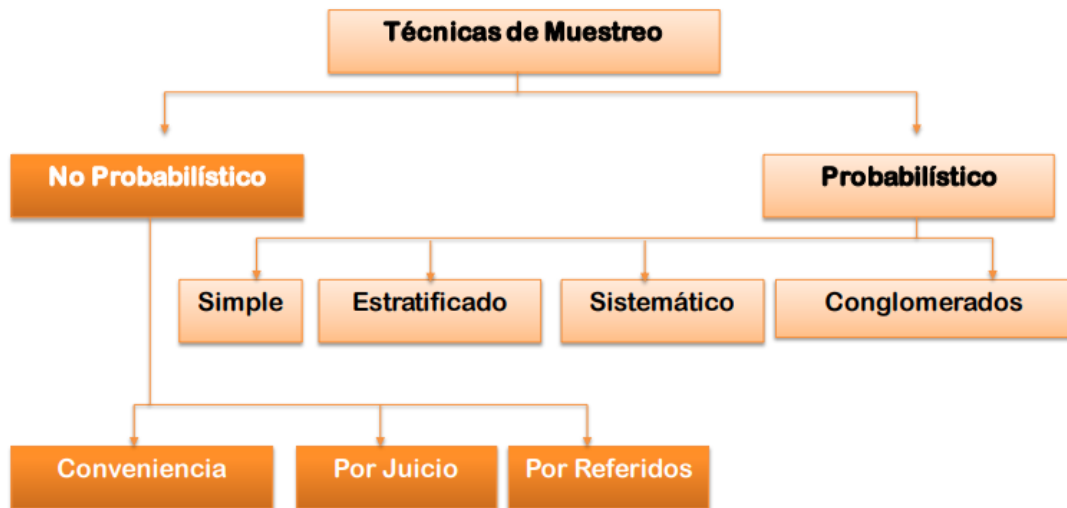 Técnicas de Muestreo
No Probabilístico
Probabilístico
Simple
Estratificado
Sistemático
Conglomerados
Conveniencia
Por Juicio
Por Referidos